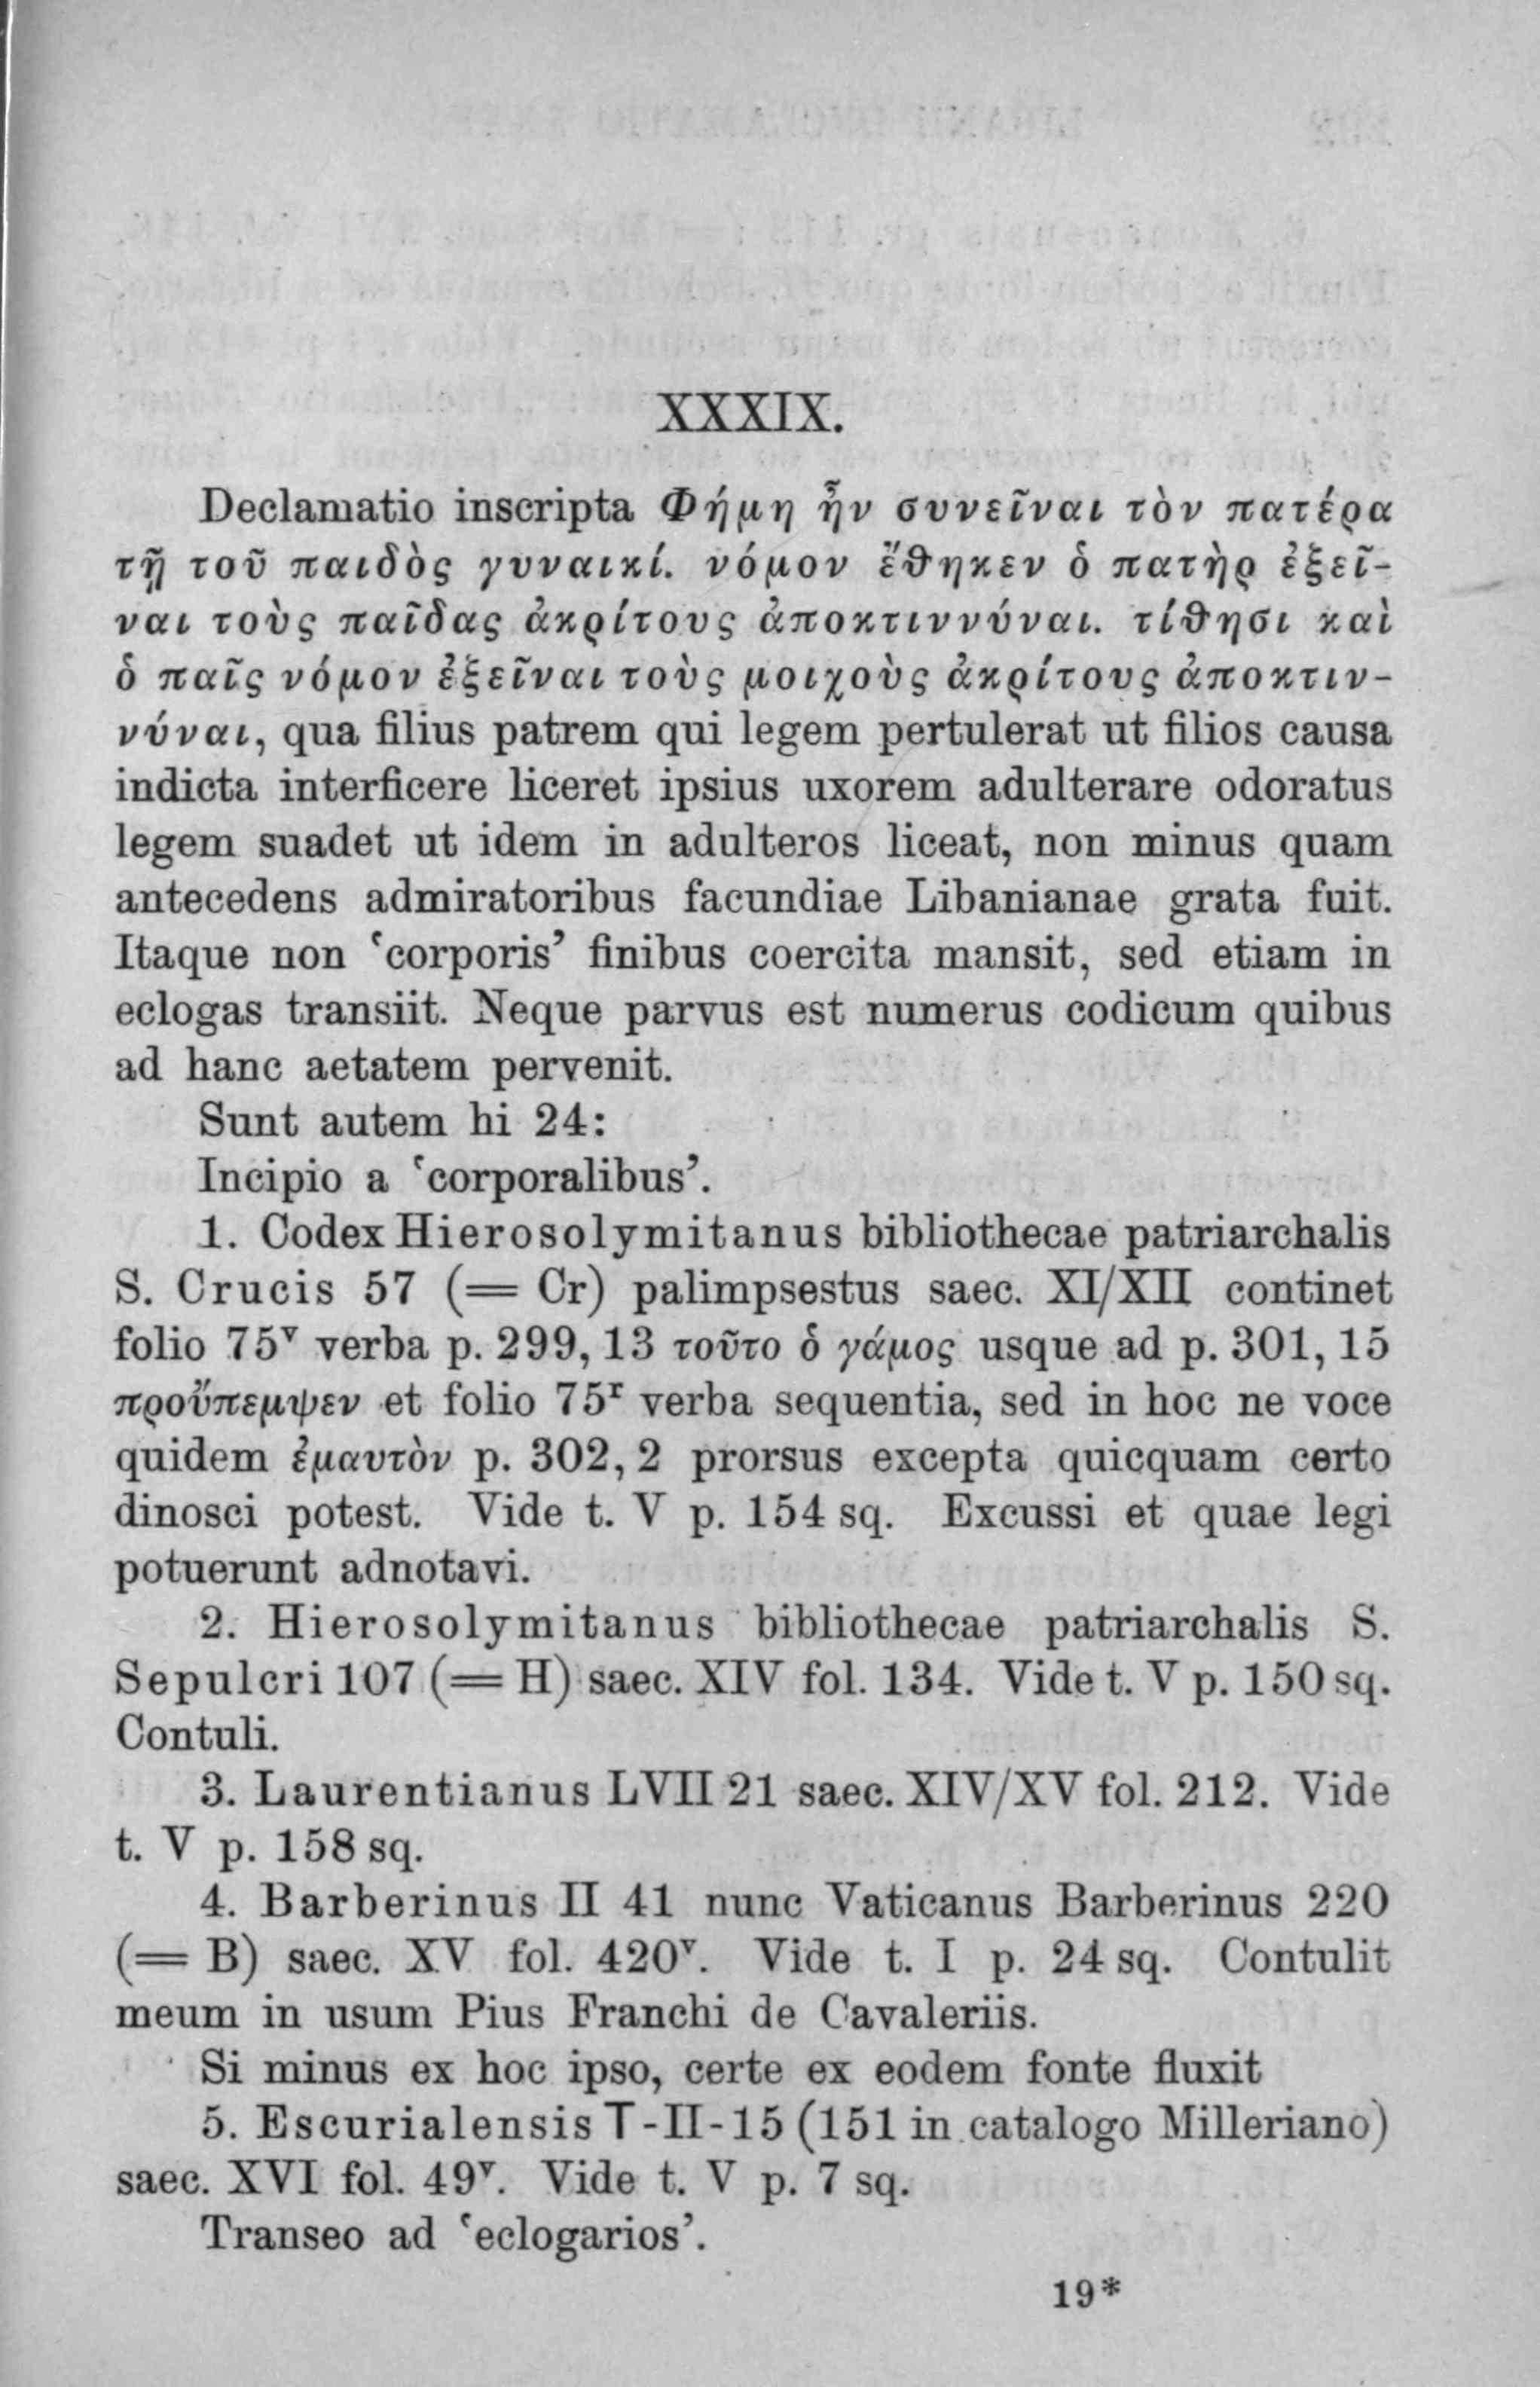 XXXIX.
Declamatio inscripta Φήμη ἦν συνεῖναι τὸν πατέρα
τῇ τοῦ παιδὸς γυναικί. νόμον ἔθηκεν ὁ πατὴρ ἐξεῖ-
ναι τοὺς παῖδας ἀκρίτους ἀποκτιννύναι. τίθησι καὶ
ὁ παῖς νόμον ἐξεῖναι τοὺς μοιχοὺς ἀκρίτους ἀποκτιν-
νύναι, qua filius patrem qui legem pertulerat ut filios causa
indicta interficere liceret ipsius uxorem adulterare odoratus
legem suadet ut idem in adulteros liceat, non minus quam
antecedens admiratoribus facundiae Libanianae grata fuit.
Itaque non ‘corporis’ finibus coercita mansit, sed etiam in
eclogas transiit. Neque parvus est numerus codicum quibus
ad hanc aetatem pervenit.
Sunt autem hi 24:
Incipio a ‘corporalibus’.
1. Codex Hierosolymitanus bibliothecae patriarchalis
S. Crucis 57 (= Cr) palimpsestus saec. XI/XII continet
folio 75ᵛ verba p. 299, 13 τοῦτο ὁ γάμος usque ad p. 301, 15
προὔπεμψεν et folio 75ʳ verba sequentia, sed in hoc ne voce
quidem ἐμαυτὸν p. 302, 2 prorsus excepta quicquam certo
dinosci potest. Vide t. V p. 154 sq. Excussi et quae legi
potuerunt adnotavi.
2. Hierosolymitanus bibliothecae patriarchalis S.
Sepulcri 107 (= H) saec. XIV fol. 134. Vide t. V p. 150 sq.
Contuli.
3. Laurentianus LVII 21 saec. XIV/XV fol. 212. Vide
t. V p. 158 sq.
4. Barberinus II 41 nunc Vaticanus Barberinus 220
(= B) saec. XV fol. 420ᵛ. Vide t. I p. 24 sq. Contulit
meum in usum Pius Franchi de Cavaleriis.
Si minus ex hoc ipso, certe ex eodem fonte fluxit
5. Escurialensis T-II-15 (151 in catalogo Milleriano)
saec. XVI fol. 49ᵛ. Vide t. V p. 7 sq.
Transeo ad ‘eclogarios’.
19*